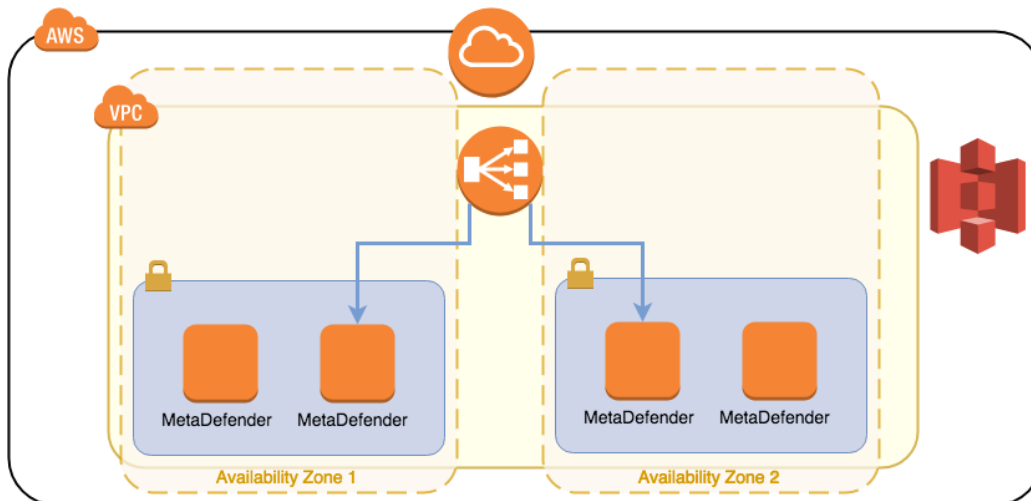 AWS
VPC
MetaDefender
MetaDefender
MetaDefender
MetaDefender
Availability Zone 1
Availability Zone 2